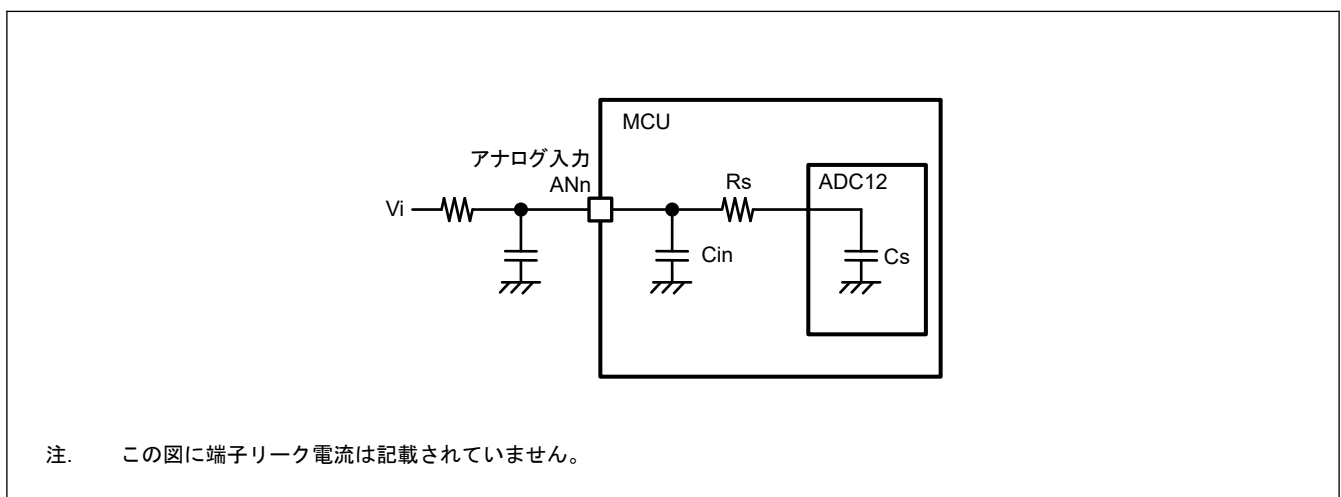 MCU
アナログ入力
ANn
Rs
ADC12
Vi
Cin
Cs
注. この図に端子リーク電流は記載されていません。